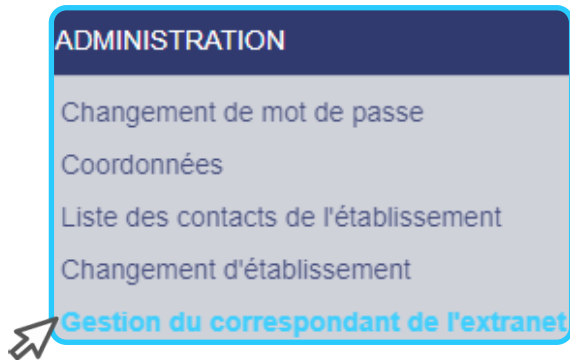 ADMINISTRATION
Changement de mot de passe
Coordonnées
Liste des contacts de l'établissement
Changement d'établissement
Gestion du correspondant de l'extranet